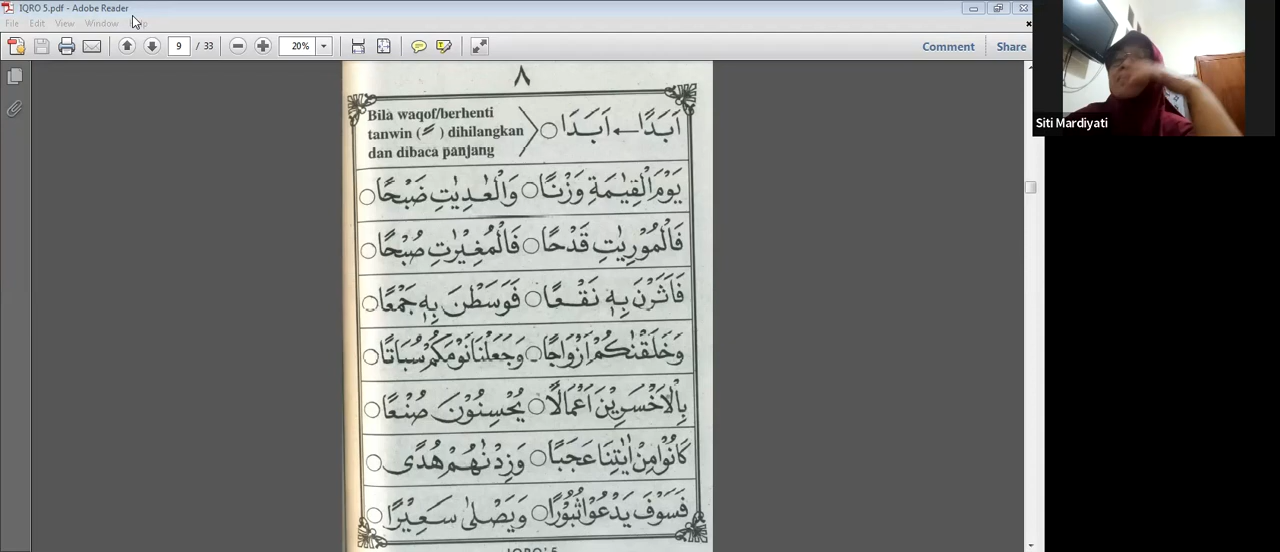 IQRO 5.pdf - Adobe Reader
File Edit View Window
9 / 33 20% Comment Share
Siti Mardiyati
٨
Bila waqof/berhenti
tanwin ( ـً ) dihilangkan
dan dibaca panjang
اَبَدًا ← اَبَدَا
يَوْمَ الْقِيٰمَةِ وَزْنًا ○ وَالْعٰدِيٰتِ ضَبْحًا ○
فَالْمُوْرِيٰتِ قَدْحًا ○ فَالْمُغِيْرٰتِ صُبْحًا ○
فَاَثَرْنَ بِهٖ نَقْعًا ○ فَوَسَطْنَ بِهٖ جَمْعًا ○
وَخَلَقْنٰكُمْ اَزْوَاجًا ○ وَجَعَلْنَا نَوْمَكُمْ سُبَاتًا ○
بِالْاَخْسَرِيْنَ اَعْمَالًا ○ يُحْسِنُوْنَ صُنْعًا ○
كَانُوْا مِنْ اٰيٰتِنَا عَجَبًا ○ وَزِدْنٰهُمْ هُدًى ○
فَسَوْفَ يَدْعُوْا ثُبُوْرًا ○ وَيَصْلٰى سَعِيْرًا ○